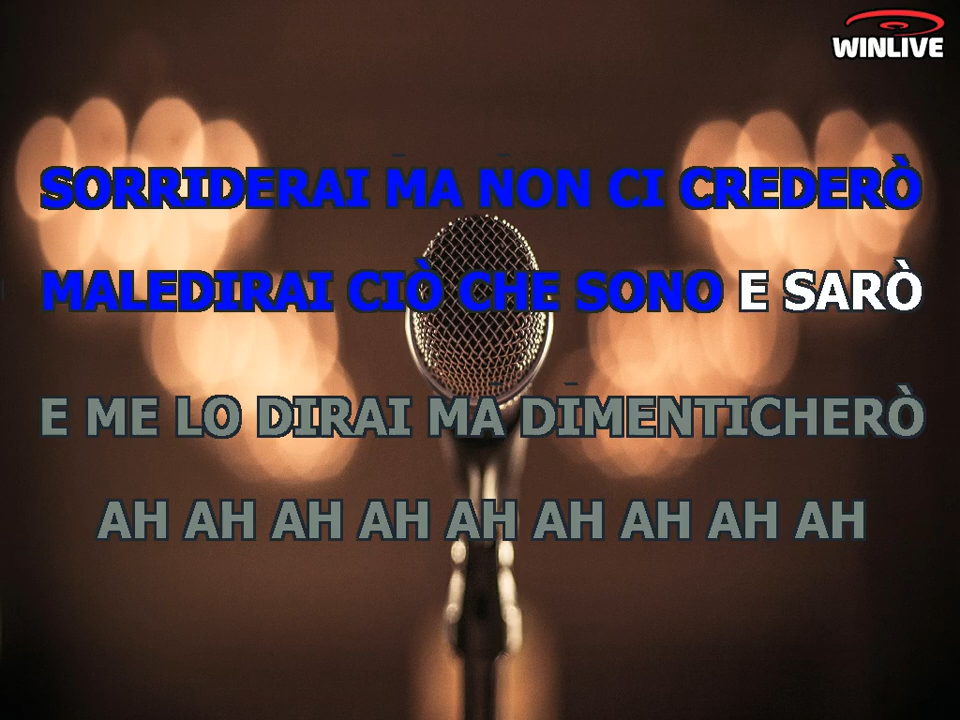 WINLIVE
SORRIDERAI MA NON CI CREDERÒ
MALEDIRAI CIÒ CHE SONO E SARÒ
E ME LO DIRAI MA DIMENTICHERÒ
AH AH AH AH AH AH AH AH AH